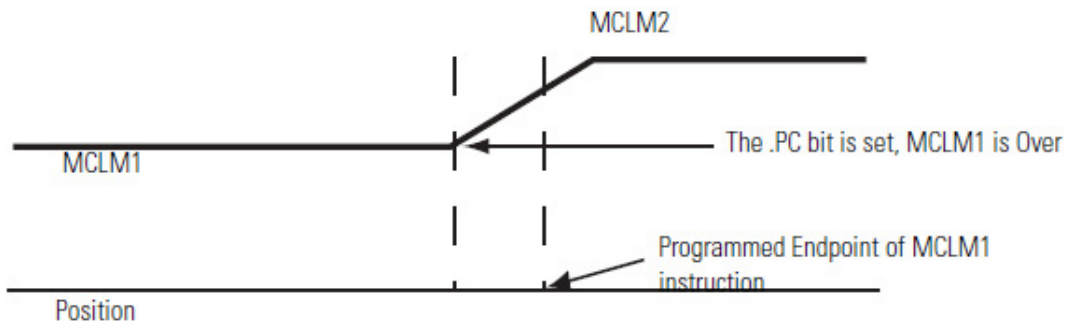 MCLM2
The .PC bit is set, MCLM1 is Over
MCLM1
Programmed Endpoint of MCLM1
instruction
Position